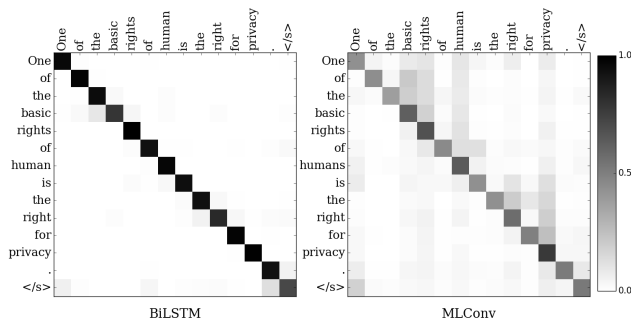 One of the basic rights of human is the right for privacy . </s>
One of the basic rights of human is the right for privacy . </s>
One
of
the
basic
rights
of
human
is
the
right
for
privacy
.
</s>
One
of
the
basic
rights
of
humans
is
the
right
for
privacy
.
</s>
1.0
0.5
0.0
BiLSTM
MLConv